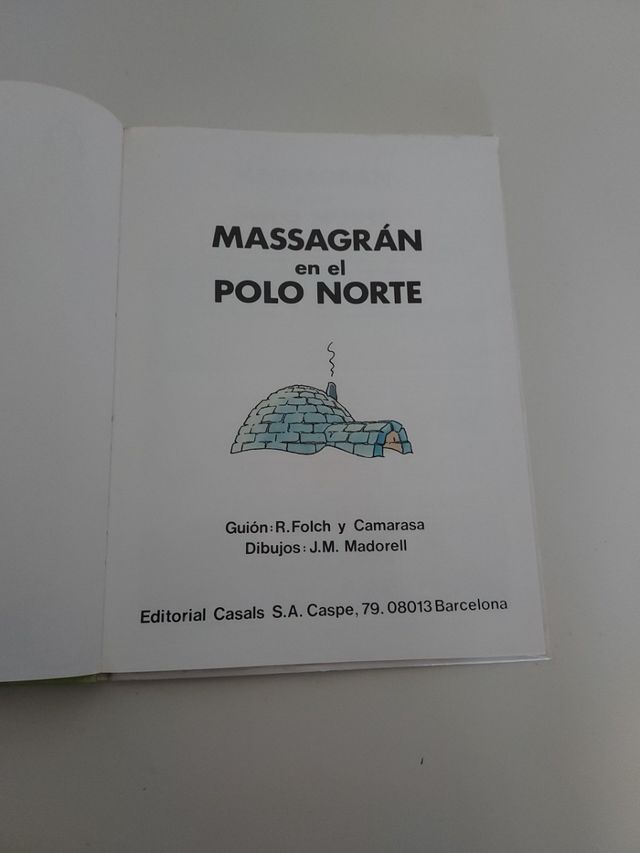 MASSAGRÁN
en el
POLO NORTE
Guión: R. Folch y Camarasa
Dibujos: J.M. Madorell
Editorial Casals S.A. Caspe, 79. 08013 Barcelona